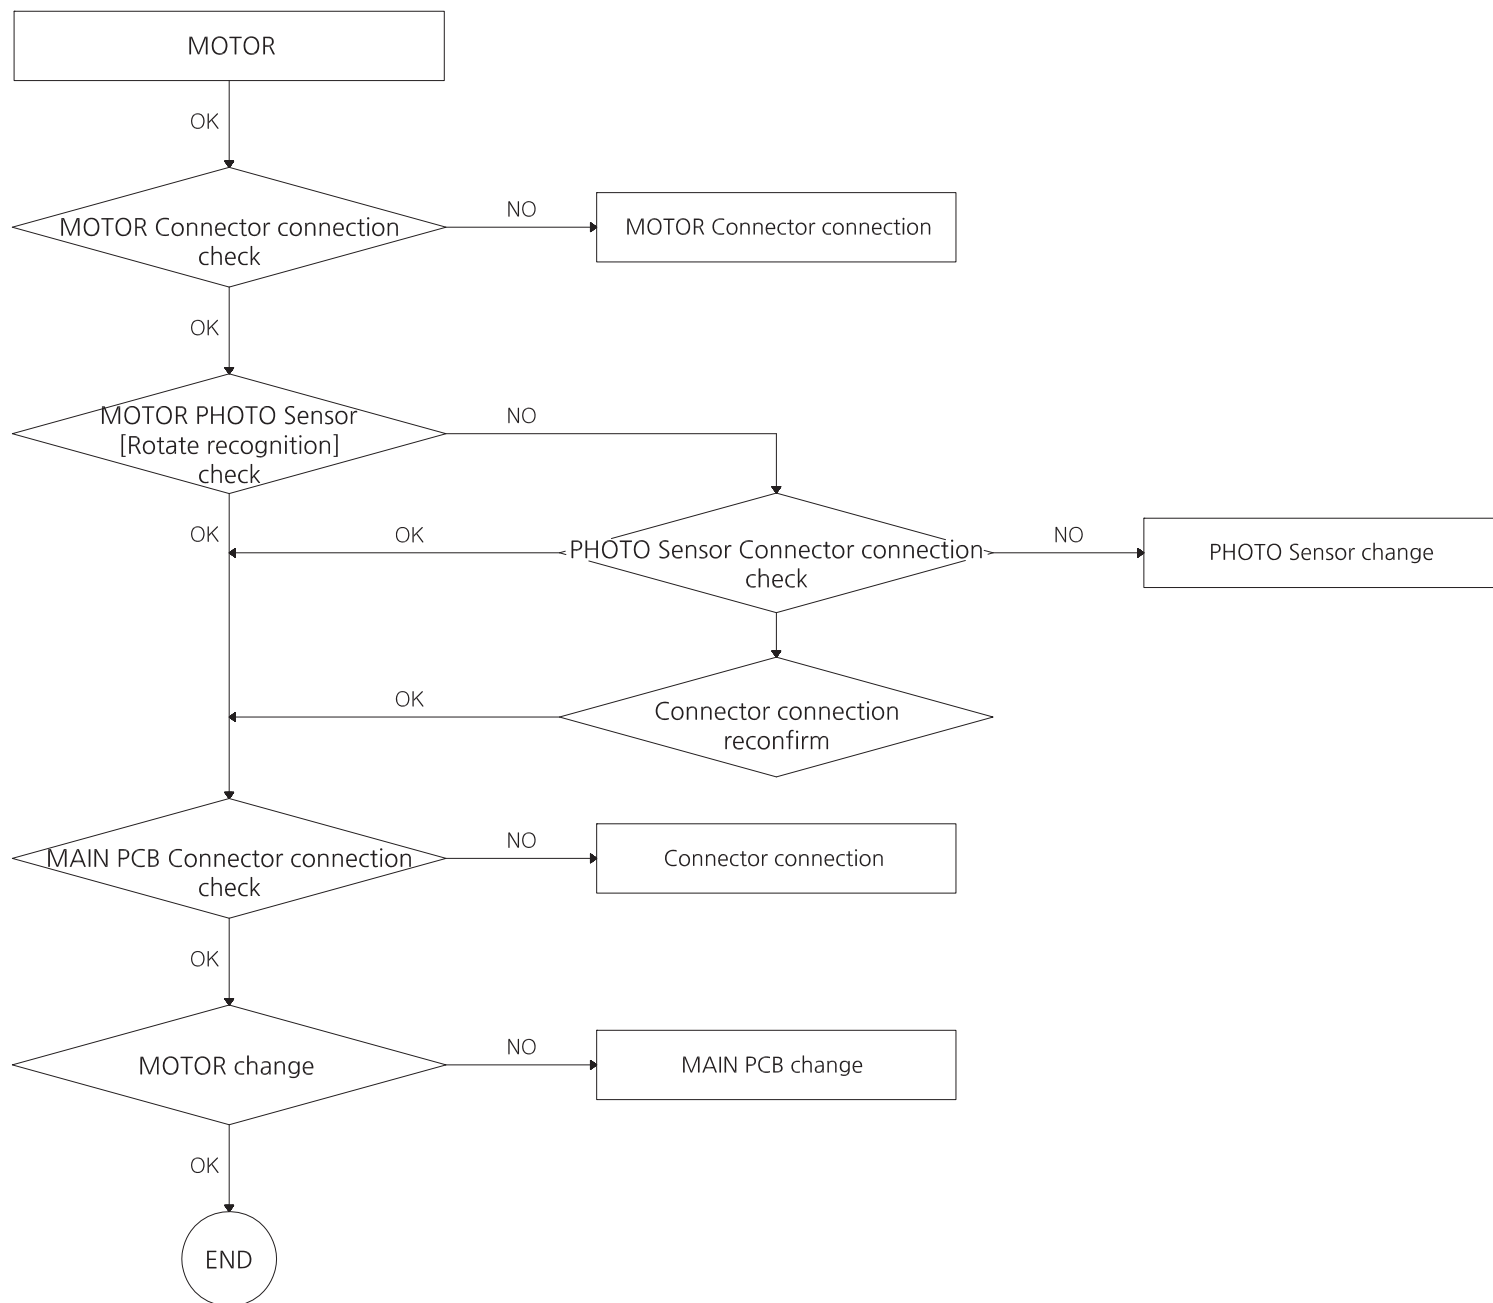 MOTOR
OK
MOTOR Connector connection
check
NO
MOTOR Connector connection
OK
MOTOR PHOTO Sensor
[Rotate recognition]
check
NO
OK
OK
PHOTO Sensor Connector connection
check
NO
PHOTO Sensor change
OK
Connector connection
reconfirm
MAIN PCB Connector connection
check
NO
Connector connection
OK
MOTOR change
NO
MAIN PCB change
OK
END